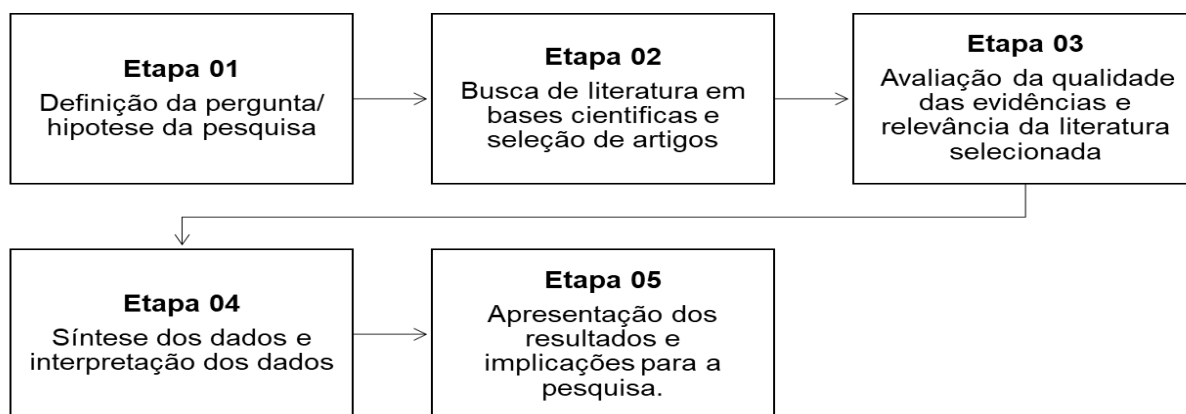 Etapa 01
Definição da pergunta/
hipotese da pesquisa
Etapa 02
Busca de literatura em
bases cientificas e
seleção de artigos
Etapa 03
Avaliação da qualidade
das evidências e
relevância da literatura
selecionada
Etapa 04
Síntese dos dados e
interpretação dos dados
Etapa 05
Apresentação dos
resultados e
implicações para a
pesquisa.